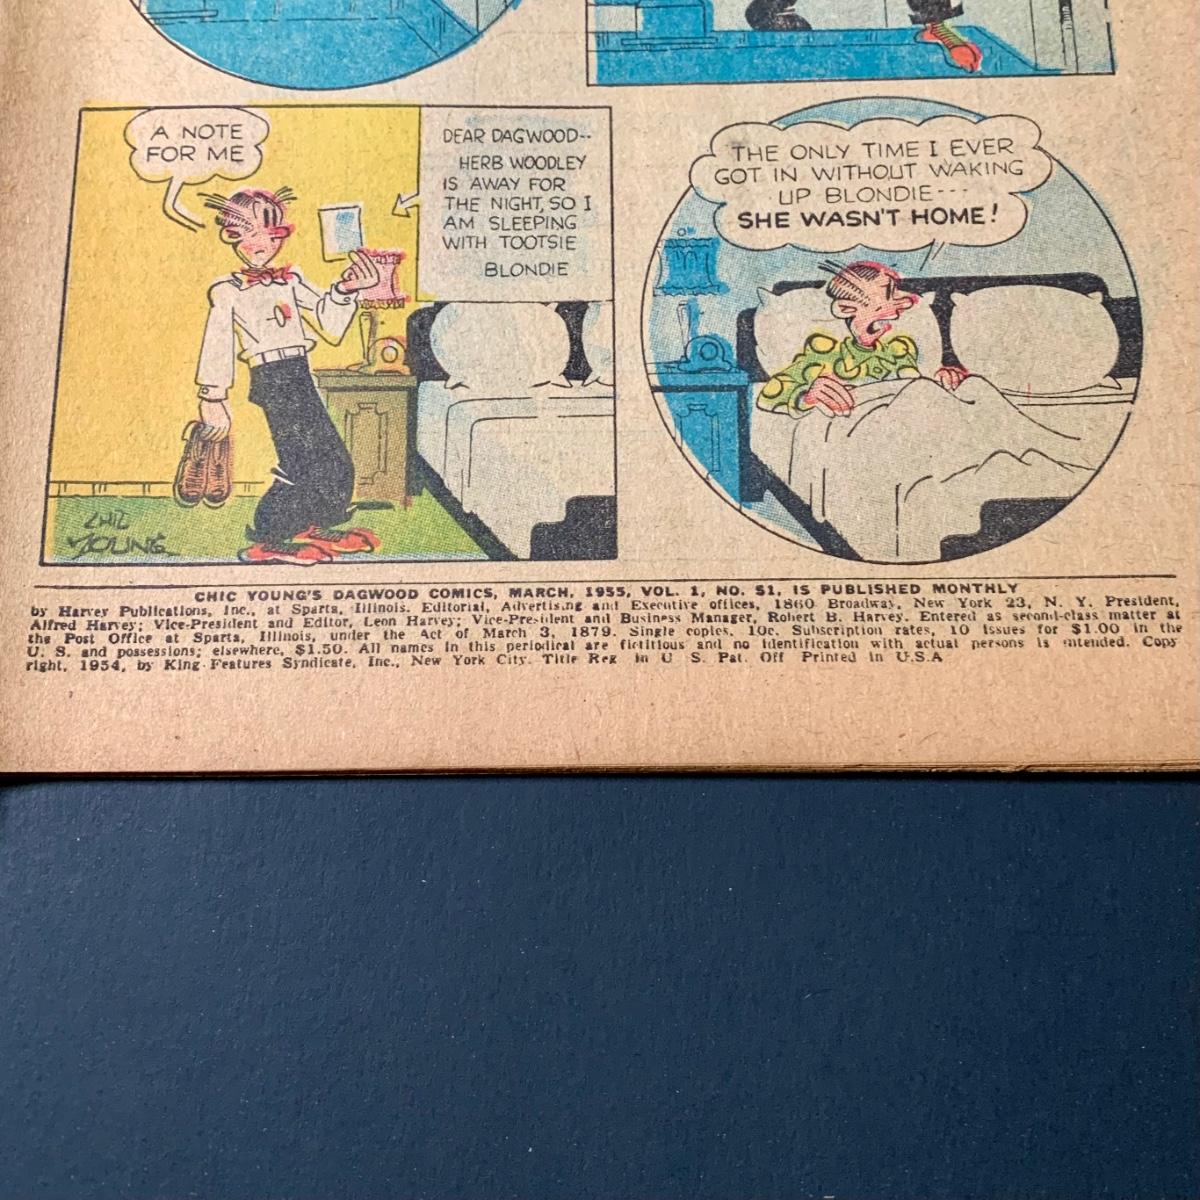 A NOTE
FOR ME
DEAR DAGWOOD--
HERB WOODLEY
IS AWAY FOR
THE NIGHT, SO I
AM SLEEPING
WITH TOOTSIE
BLONDIE
THE ONLY TIME I EVER
GOT IN WITHOUT WAKING
UP BLONDIE---
SHE WASN'T HOME!
CHIC
YOUNG
CHIC YOUNG'S DAGWOOD COMICS, MARCH, 1955, VOL. 1, NO. 51, IS PUBLISHED MONTHLY
by Harvey Publications, Inc., at Sparta, Illinois. Editorial, Advertising and Executive offices, 1860 Broadway, New York 23, N. Y. President,
Alfred Harvey; Vice-President and Editor, Leon Harvey; Vice-President and Business Manager, Robert B. Harvey. Entered as second-class matter at
the Post Office at Sparta, Illinois, under the Act of March 3, 1879. Single copies, 10c. Subscription rates, 10 issues for $1.00 in the
U. S. and possessions; elsewhere, $1.50. All names in this periodical are fictitious and no identification with actual persons is intended. Copy
right, 1954, by King Features Syndicate, Inc., New York City. Title Reg in U S. Pat. Off Printed in U.S.A